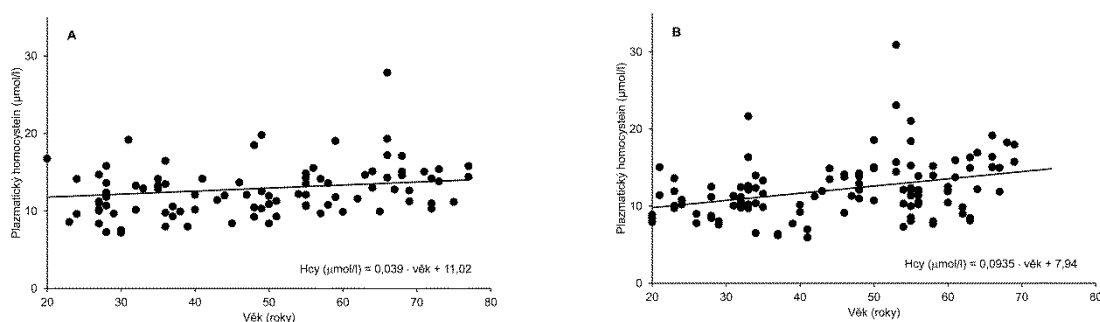 A
Plazmatický homocystein (µmol/l)
30
20
10
0
20 30 40 50 60 70 80
Věk (roky)
Hcy (µmol/l) = 0,039 · věk + 11,02
B
Plazmatický homocystein (µmol/l)
30
20
10
0
20 30 40 50 60 70 80
Věk (roky)
Hcy (µmol/l) = 0,0935 · věk + 7,94